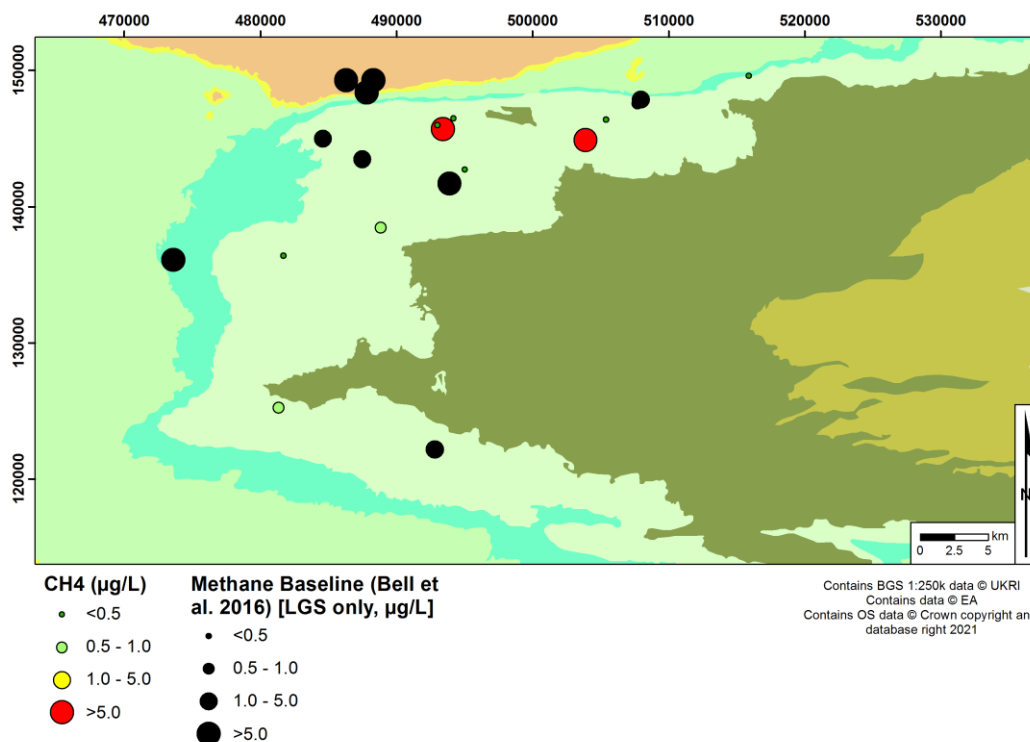 470000 480000 490000 500000 510000 520000 530000
150000
140000
130000
120000
N
km
0 2.5 5
CH4 (µg/L)
<0.5
0.5 - 1.0
1.0 - 5.0
>5.0
Methane Baseline (Bell et
al. 2016) [LGS only, µg/L]
<0.5
0.5 - 1.0
1.0 - 5.0
>5.0
Contains BGS 1:250k data © UKRI
Contains data © EA
Contains OS data © Crown copyright an
database right 2021